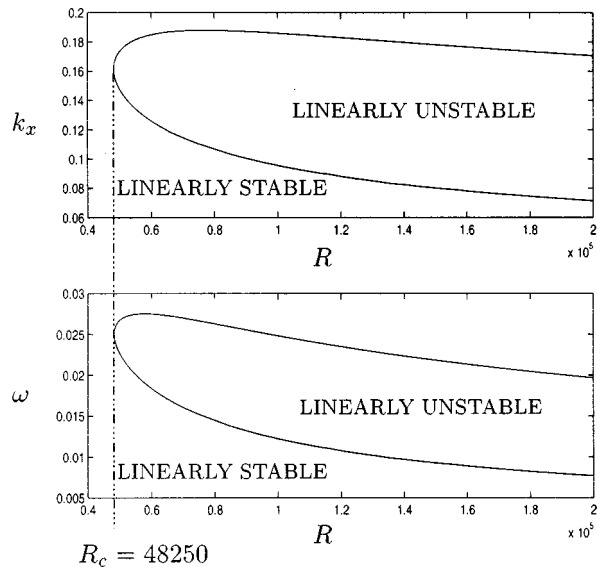 0.2
0.18
0.16
0.14
0.12
0.1
0.08
0.06
k_x
LINEARLY UNSTABLE
LINEARLY STABLE
0.4 0.6 0.8 1 1.2 1.4 1.6 1.8 2
R
× 10^5
0.03
0.025
0.02
0.015
0.01
0.005
ω
LINEARLY UNSTABLE
LINEARLY STABLE
0.4 0.6 0.8 1 1.2 1.4 1.6 1.8 2
R
× 10^5
R_c = 48250